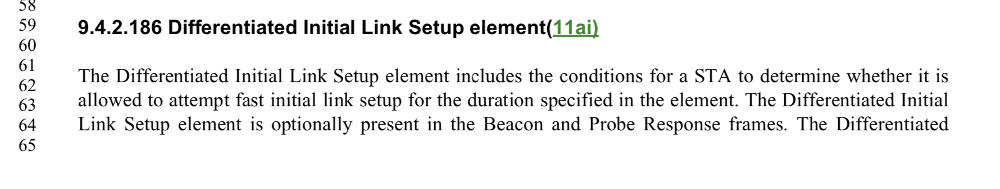 58
59 9.4.2.186 Differentiated Initial Link Setup element(11ai)
60
61 The Differentiated Initial Link Setup element includes the conditions for a STA to determine whether it is
62
63 allowed to attempt fast initial link setup for the duration specified in the element. The Differentiated Initial
64 Link Setup element is optionally present in the Beacon and Probe Response frames. The Differentiated
65